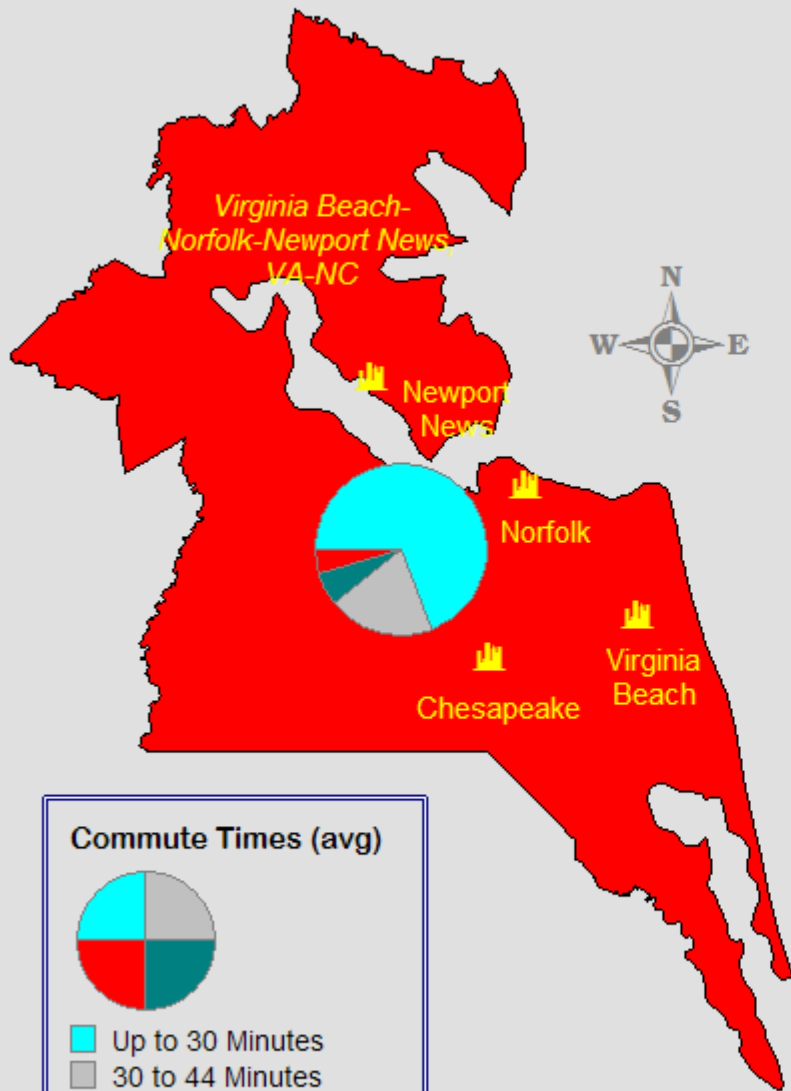 Virginia Beach-
Norfolk-Newport News,
VA-NC
N
W E
S
Newport
News
Norfolk
Virginia
Beach
Chesapeake
Commute Times (avg)
Up to 30 Minutes
30 to 44 Minutes